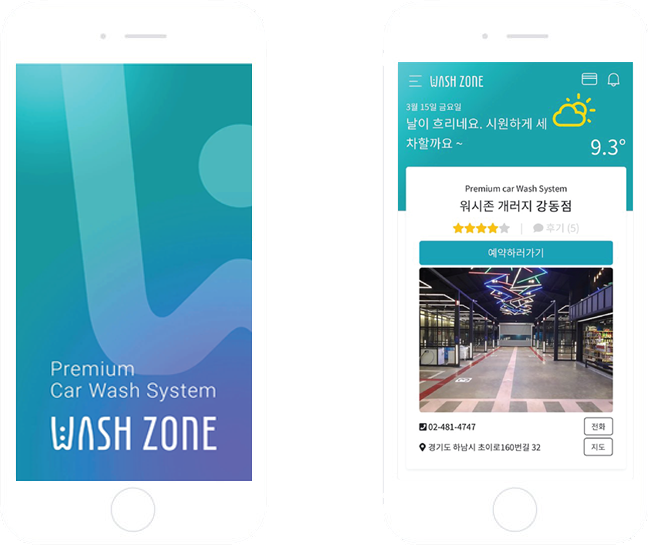 Premium
Car Wash System
WASH ZONE
WASH ZONE
3월 15일 금요일
날이 흐리네요. 시원하게 세
차할까요 ~
9.3°
Premium car Wash System
워시존 개러지 강동점
후기 (5)
예약하러가기
02-481-4747
전화
경기도 하남시 초이로160번길 32
지도